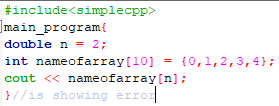 #include<simplecpp>
main_program{
double n = 2;
int nameofarray[10] = {0,1,2,3,4};
cout << nameofarray[n];
}//is showing error